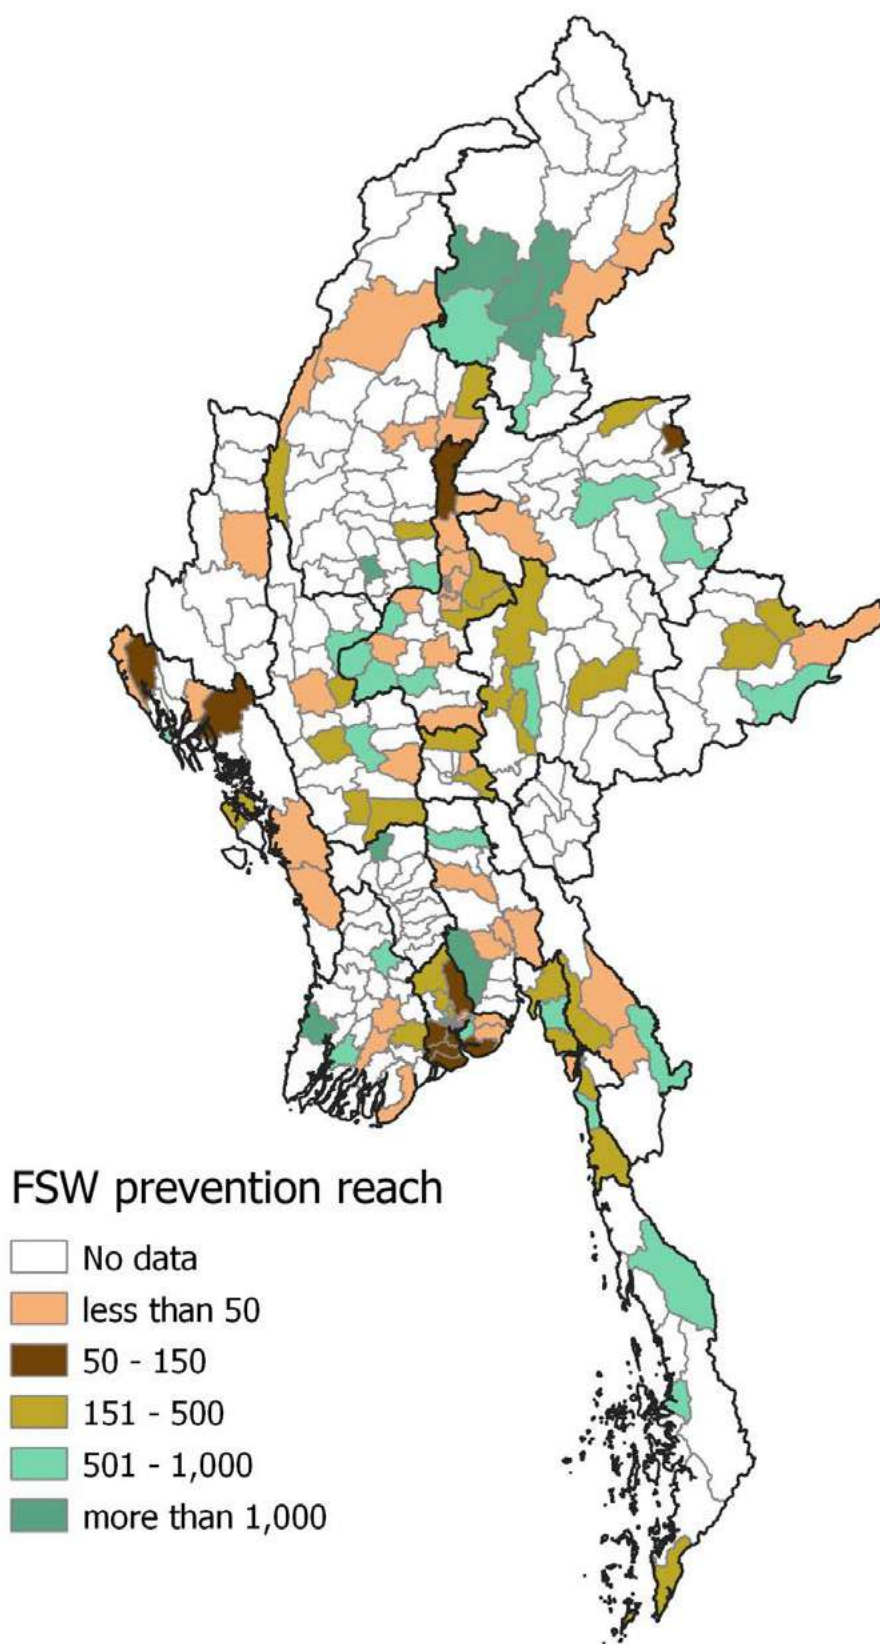 FSW prevention reach
No data
less than 50
50 - 150
151 - 500
501 - 1,000
more than 1,000